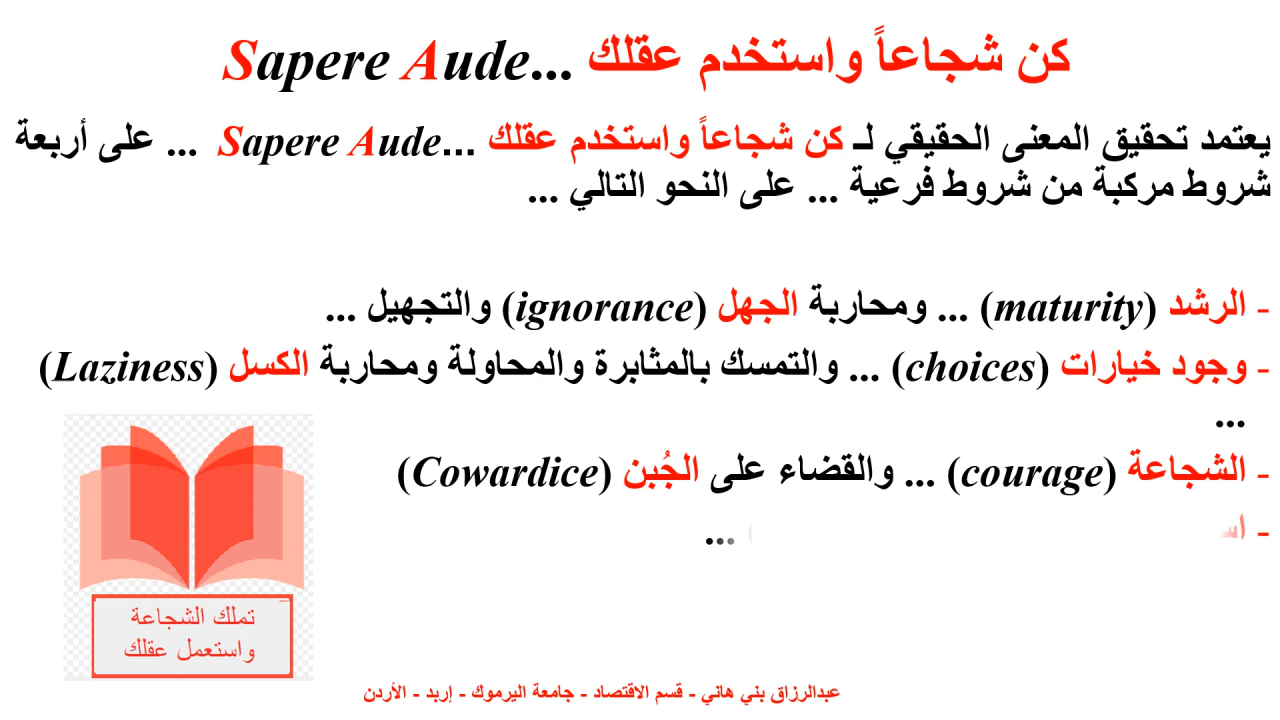 كن شجاعاً واستخدم عقلك ...Sapere Aude
يعتمد تحقيق المعنى الحقيقي لـ كن شجاعاً واستخدم عقلك ...Sapere Aude ... على أربعة
شروط مركبة من شروط فرعية ... على النحو التالي ...
- الرشد (maturity) ... ومحاربة الجهل (ignorance) والتجهيل ...
- وجود خيارات (choices) ... والتمسك بالمثابرة والمحاولة ومحاربة الكسل (Laziness)
...
- الشجاعة (courage) ... والقضاء على الجُبن (Cowardice)
- ...
تملك الشجاعة
واستعمل عقلك
عبدالرزاق بني هاني - قسم الاقتصاد - جامعة اليرموك - إربد - الأردن